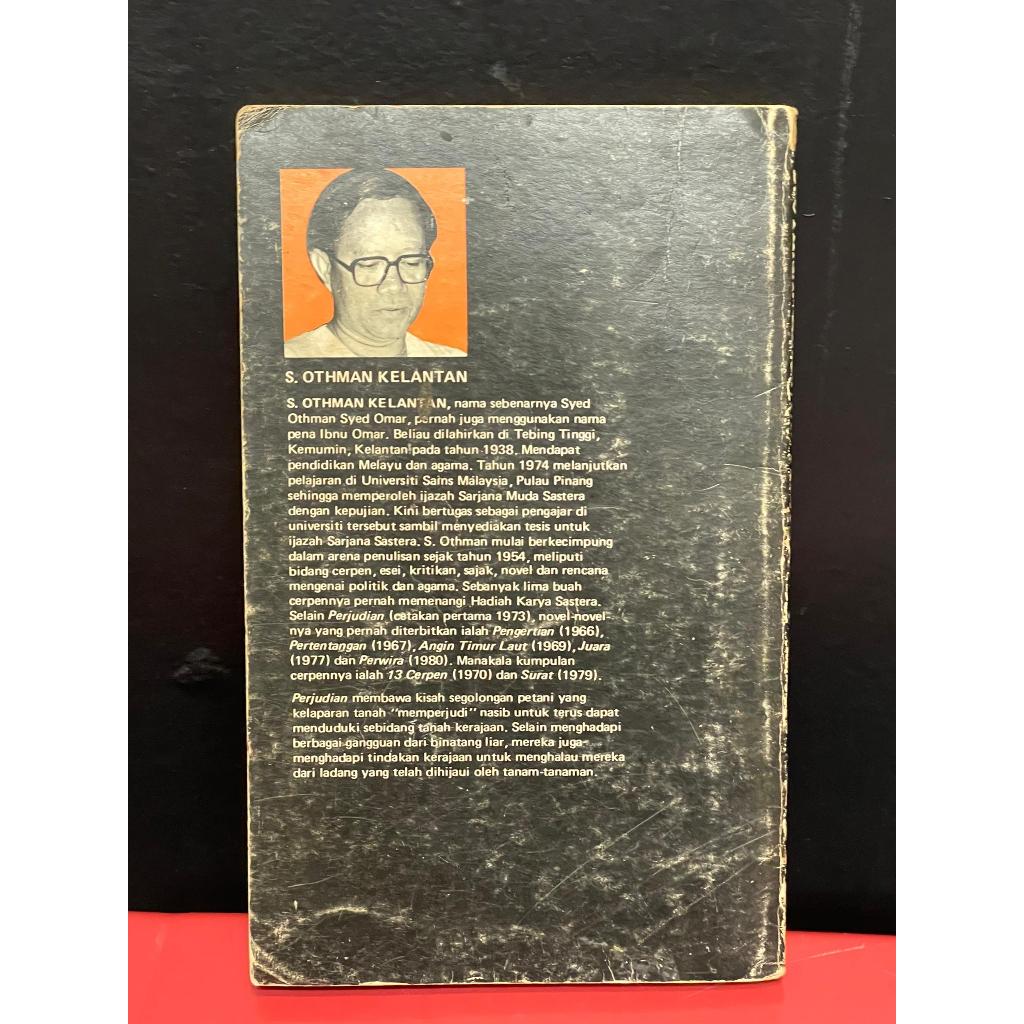 S. OTHMAN KELANTAN
S. OTHMAN KELANTAN, nama sebenarnya Syed
Othman Syed Omar, pernah juga menggunakan nama
pena Ibnu Omar. Beliau dilahirkan di Tebing Tinggi,
Kemumin, Kelantan pada tahun 1938. Mendapat
pendidikan Melayu dan agama. Tahun 1974 melanjutkan
pelajaran di Universiti Sains Malaysia, Pulau Pinang
sehingga memperoleh ijazah Sarjana Muda Sastera
dengan kepujian. Kini bertugas sebagai pengajar di
universiti tersebut sambil menyediakan tesis untuk
ijazah Sarjana Sastera. S. Othman mulai berkecimpung
dalam arena penulisan sejak tahun 1954, meliputi
bidang cerpen, esei, kritikan, sajak, novel dan rencana
mengenai politik dan agama. Sebanyak lima buah
cerpennya pernah memenangi Hadiah Karya Sastera.
Selain Perjudian (cetakan pertama 1973), novel-novel-
nya yang pernah diterbitkan ialah Pengertian (1966),
Pertentangan (1967), Angin Timur Laut (1969), Juara
(1977) dan Perwira (1980). Manakala kumpulan
cerpennya ialah 13 Cerpen (1970) dan Surat (1979).
Perjudian membawa kisah segolongan petani yang
kelaparan tanah "memperjudi" nasib untuk terus dapat
menduduki sebidang tanah kerajaan. Selain menghadapi
berbagai gangguan dari binatang liar, mereka juga
menghadapi tindakan kerajaan untuk menghalau mereka
dari ladang yang telah dihijaui oleh tanam-tanaman.